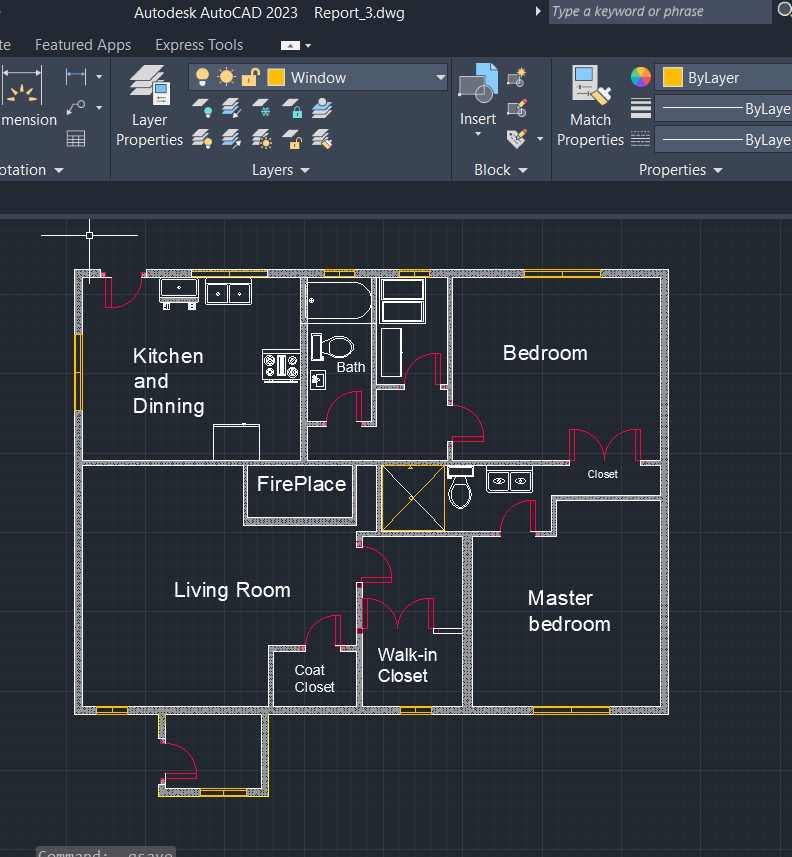 Autodesk AutoCAD 2023 Report_3.dwg
Type a keyword or phrase
te Featured Apps Express Tools
Window
ByLayer
mension
Layer
Properties
Insert
Match
Properties
ByLaye
ByLaye
otation
Layers
Block
Properties
Kitchen
and
Dinning
Bath
Bedroom
Closet
FirePlace
Living Room
Master
bedroom
Walk-in
Closet
Coat
Closet
Command: _qsave